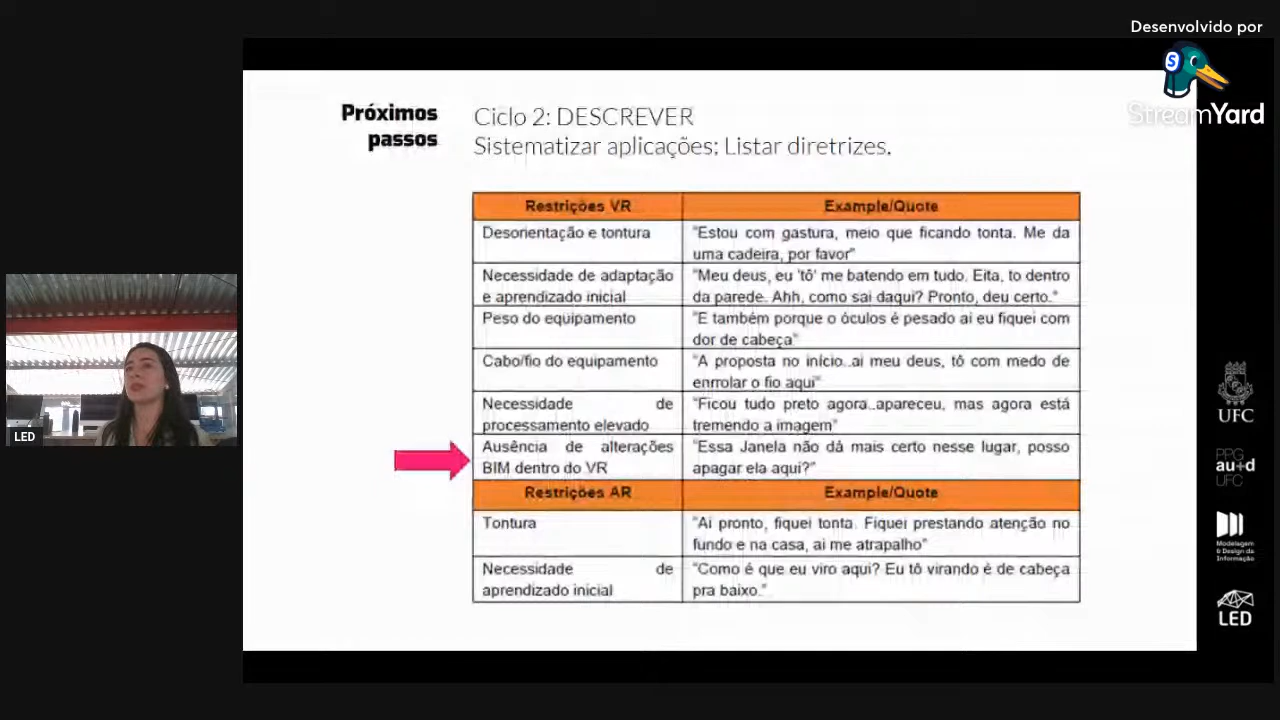 Desenvolvido por
StreamYard
Próximos
passos
Ciclo 2: DESCREVER
Sistematizar aplicações; Listar diretrizes.
Restrições VR
Example/Quote
Desorientação e tontura
"Estou com gastura, meio que ficando tonta. Me da
uma cadeira, por favor"
Necessidade de adaptação
e aprendizado inicial
"Meu deus, eu 'tô' me batendo em tudo. Eita, to dentro
da parede. Ahh, como sai daqui? Pronto, deu certo."
Peso do equipamento
"E também porque o óculos é pesado ai eu fiquei com
dor de cabeça"
Cabo/fio do equipamento
"A proposta no início..ai meu deus, tô com medo de
enrrolar o fio aqui"
Necessidade de
processamento elevado
"Ficou tudo preto agora..apareceu, mas agora está
tremendo a imagem"
Ausência de alterações
BIM dentro do VR
"Essa Janela não dá mais certo nesse lugar, posso
apagar ela aqui?"
Restrições AR
Example/Quote
Tontura
"Ai pronto, fiquei tonta. Fiquei prestando atenção no
fundo e na casa, ai me atrapalho"
Necessidade de
aprendizado inicial
"Como é que eu viro aqui? Eu tô virando é de cabeça
pra baixo."
LED
UFC
PPG
au+d
UFC
Modelagem
& Design da
Informação
LED